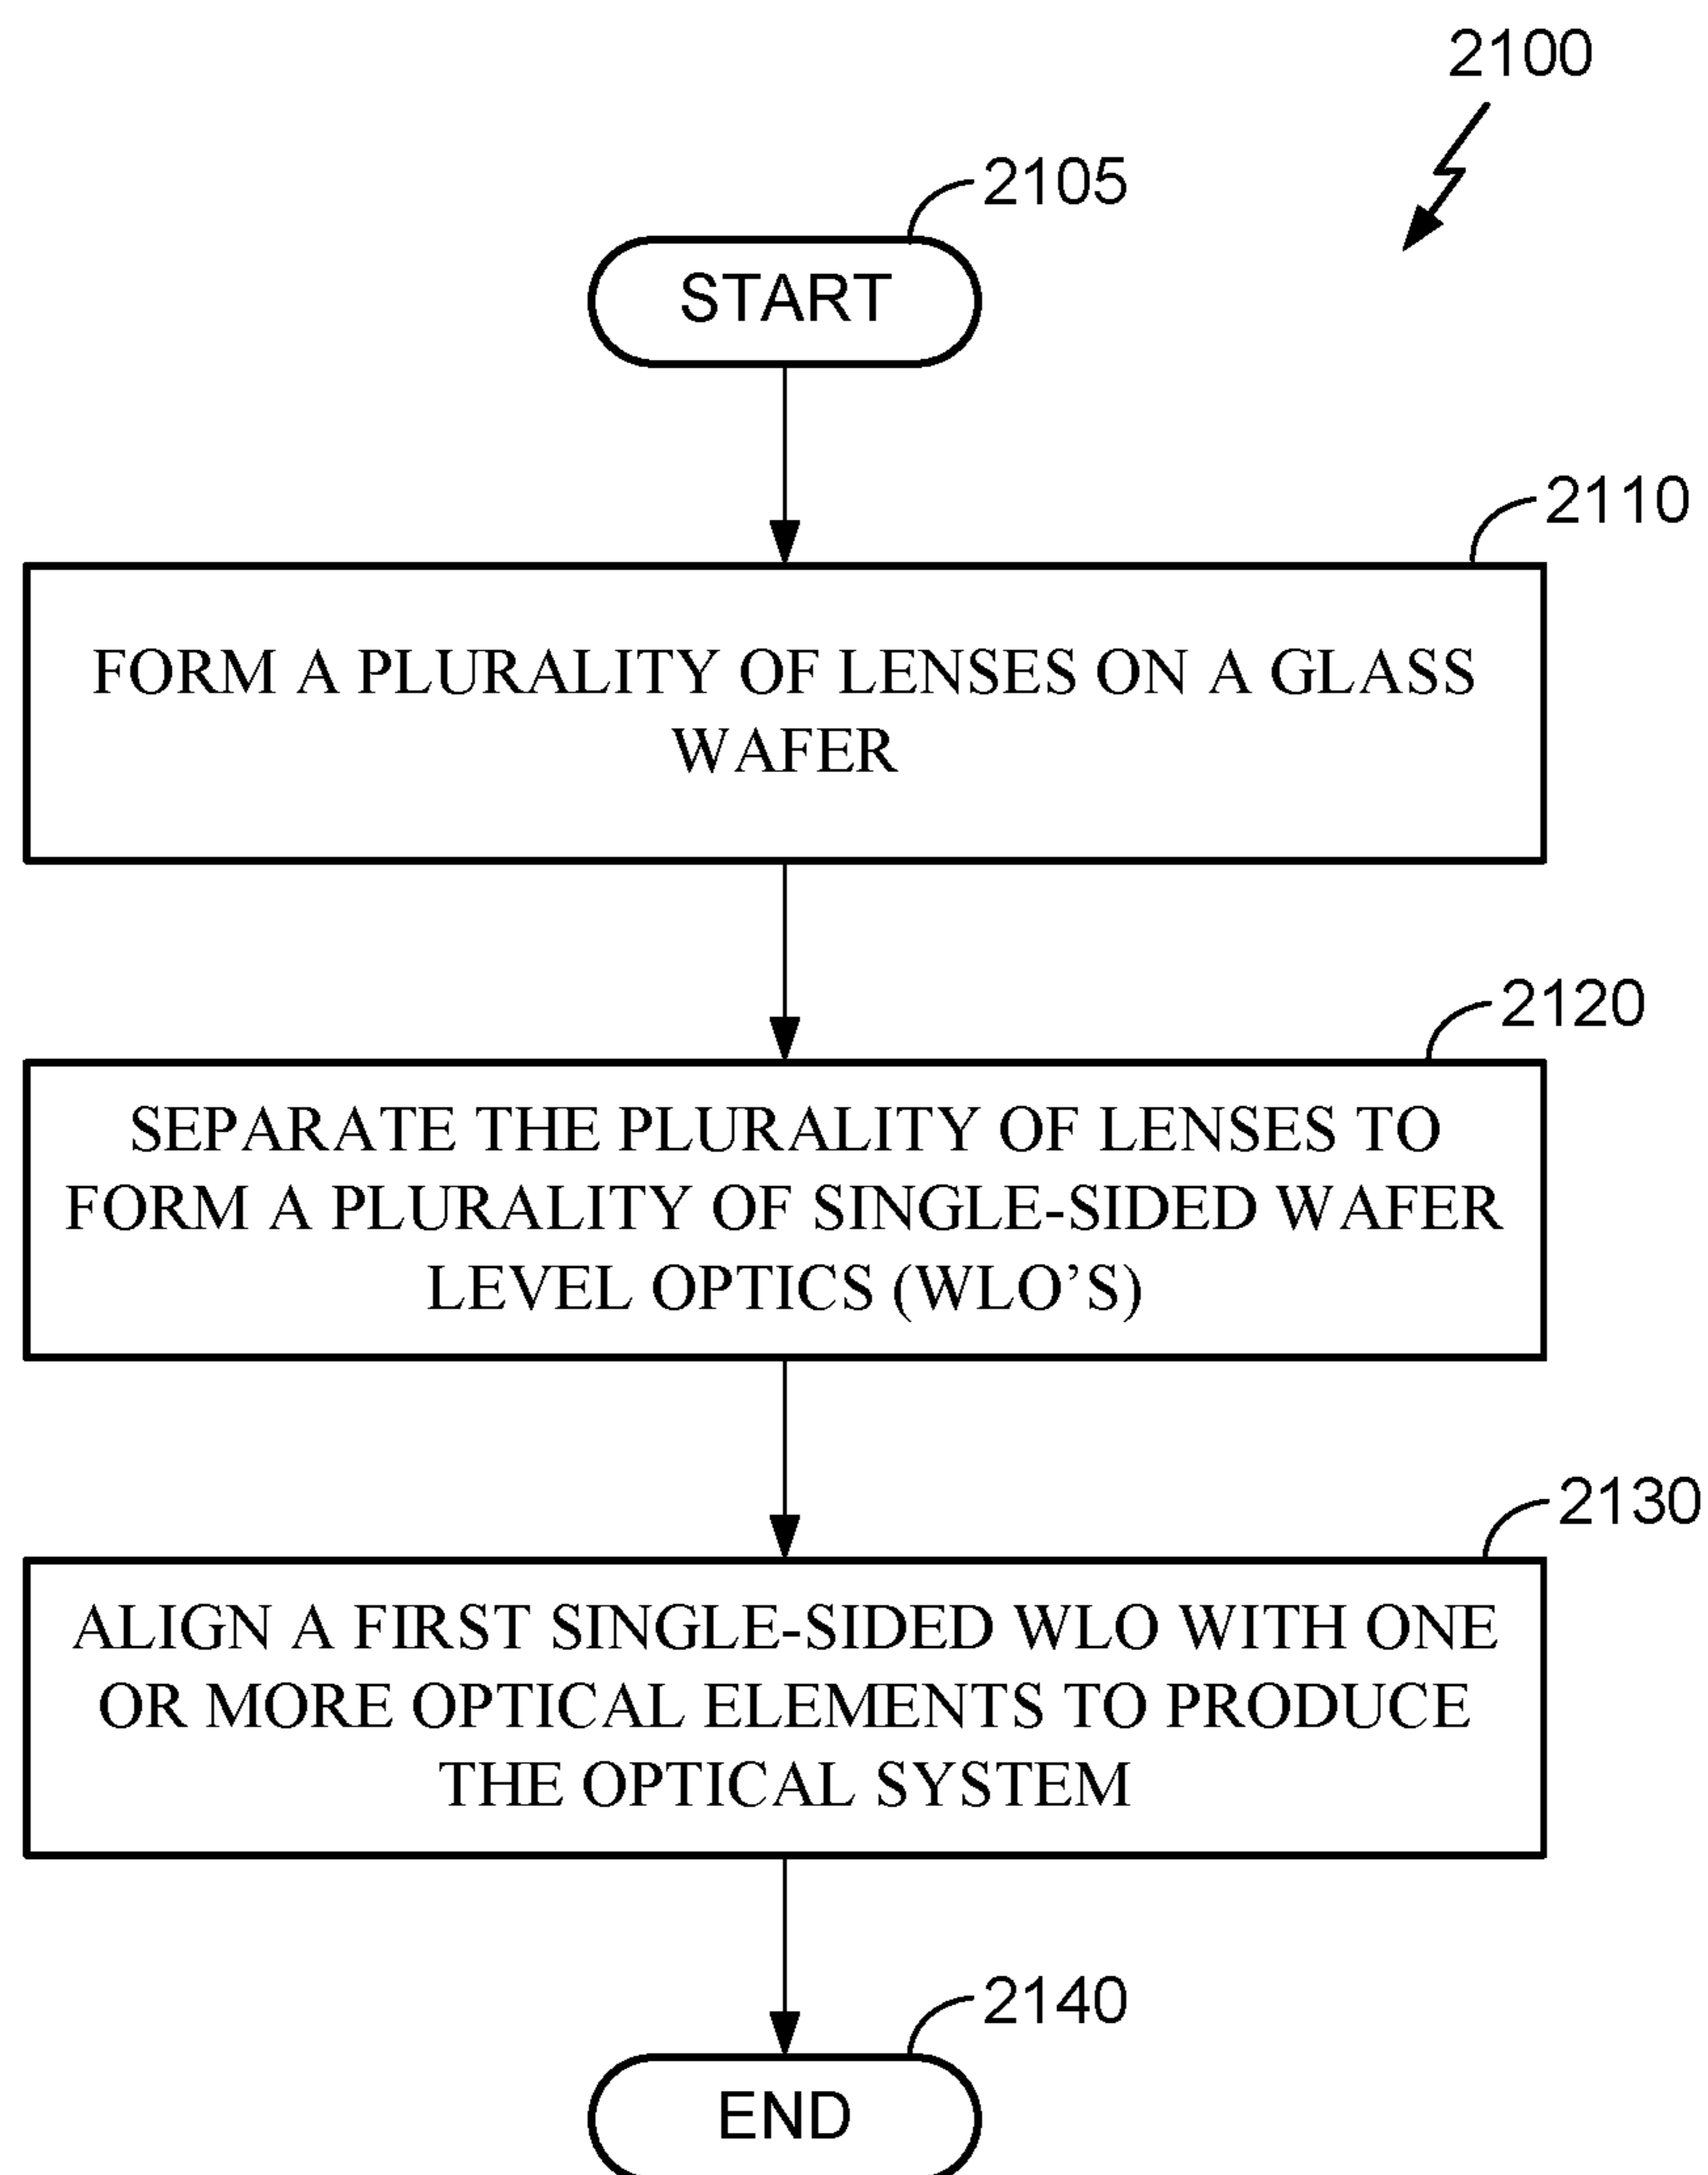 2100
2105
START
2110
FORM A PLURALITY OF LENSES ON A GLASS
WAFER
2120
SEPARATE THE PLURALITY OF LENSES TO
FORM A PLURALITY OF SINGLE-SIDED WAFER
LEVEL OPTICS (WLO’S)
2130
ALIGN A FIRST SINGLE-SIDED WLO WITH ONE
OR MORE OPTICAL ELEMENTS TO PRODUCE
THE OPTICAL SYSTEM
2140
END